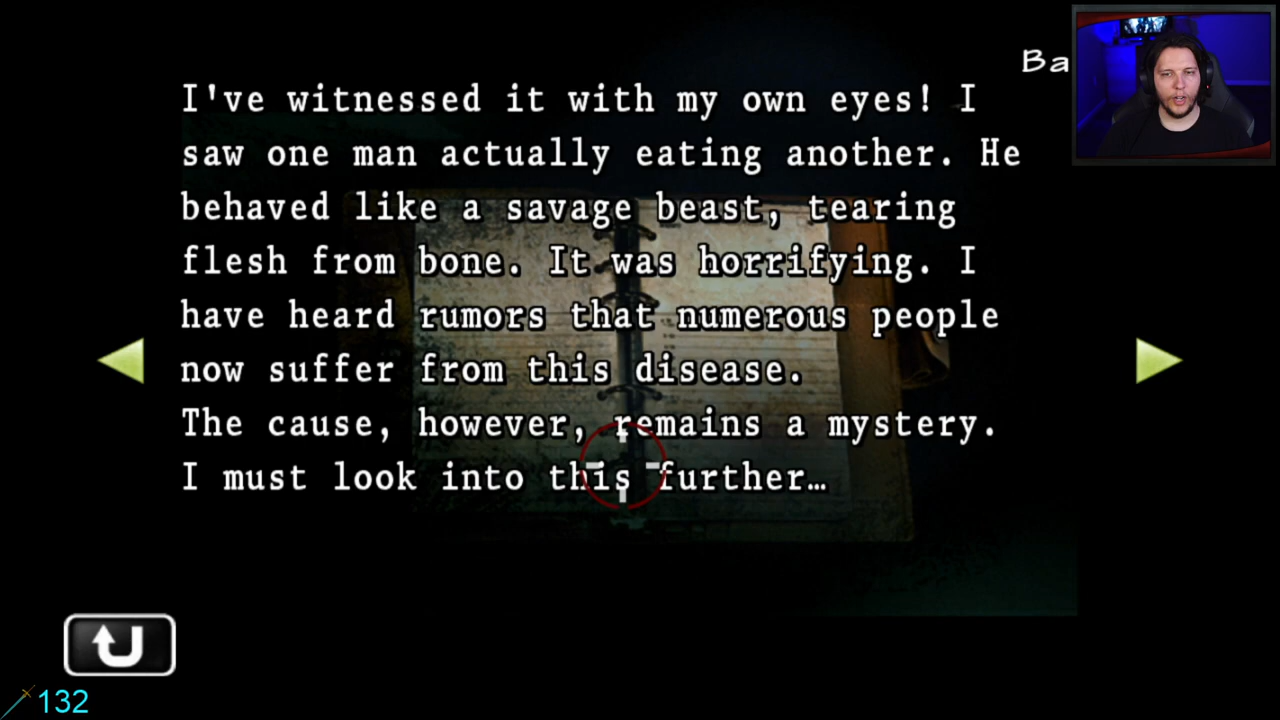 Ba
I've witnessed it with my own eyes! I
saw one man actually eating another. He
behaved like a savage beast, tearing
flesh from bone. It was horrifying. I
have heard rumors that numerous people
now suffer from this disease.
The cause, however, remains a mystery.
I must look into this further…
132